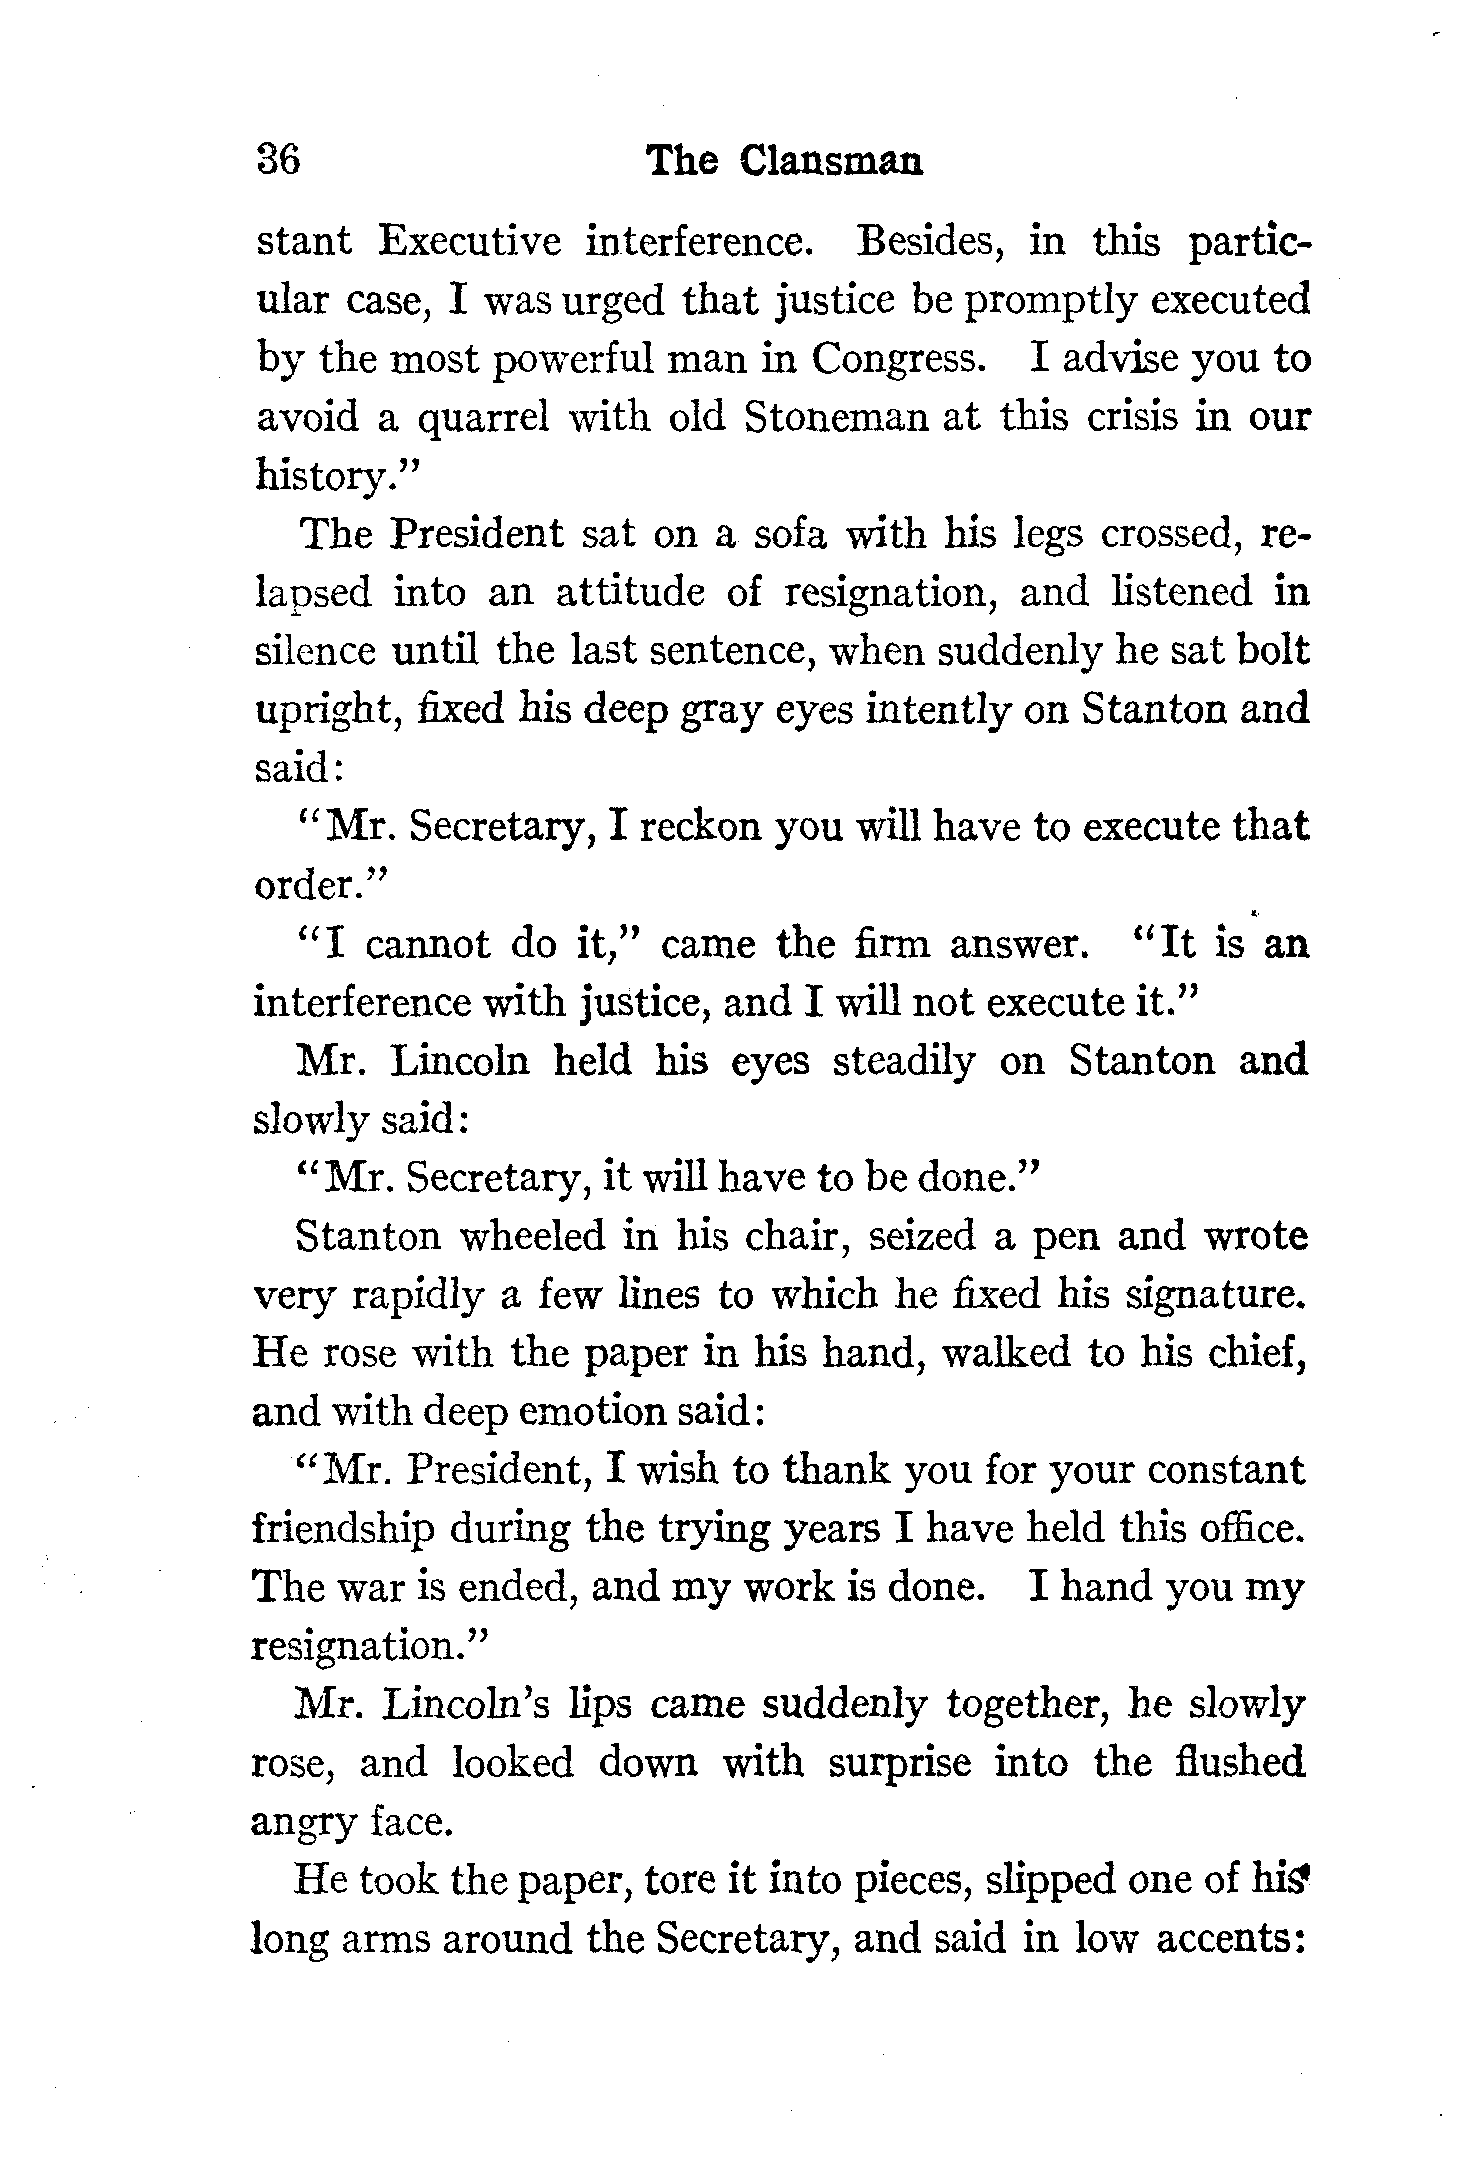 36 The Clansman
stant Executive interference. Besides, in this partic-
ular case, I was urged that justice be promptly executed
by the most powerful man in Congress. I advise you to
avoid a quarrel with old Stoneman at this crisis in our
history."
The President sat on a sofa with his legs crossed, re-
lapsed into an attitude of resignation, and listened in
silence until the last sentence, when suddenly he sat bolt
upright, fixed his deep gray eyes intently on Stanton and
said:
"Mr. Secretary, I reckon you will have to execute that
order."
"I cannot do it," came the firm answer. "It is an
interference with justice, and I will not execute it."
Mr. Lincoln held his eyes steadily on Stanton and
slowly said:
"Mr. Secretary, it will have to be done."
Stanton wheeled in his chair, seized a pen and wrote
very rapidly a few lines to which he fixed his signature.
He rose with the paper in his hand, walked to his chief,
and with deep emotion said:
"Mr. President, I wish to thank you for your constant
friendship during the trying years I have held this office.
The war is ended, and my work is done. I hand you my
resignation."
Mr. Lincoln's lips came suddenly together, he slowly
rose, and looked down with surprise into the flushed
angry face.
He took the paper, tore it into pieces, slipped one of his
long arms around the Secretary, and said in low accents: